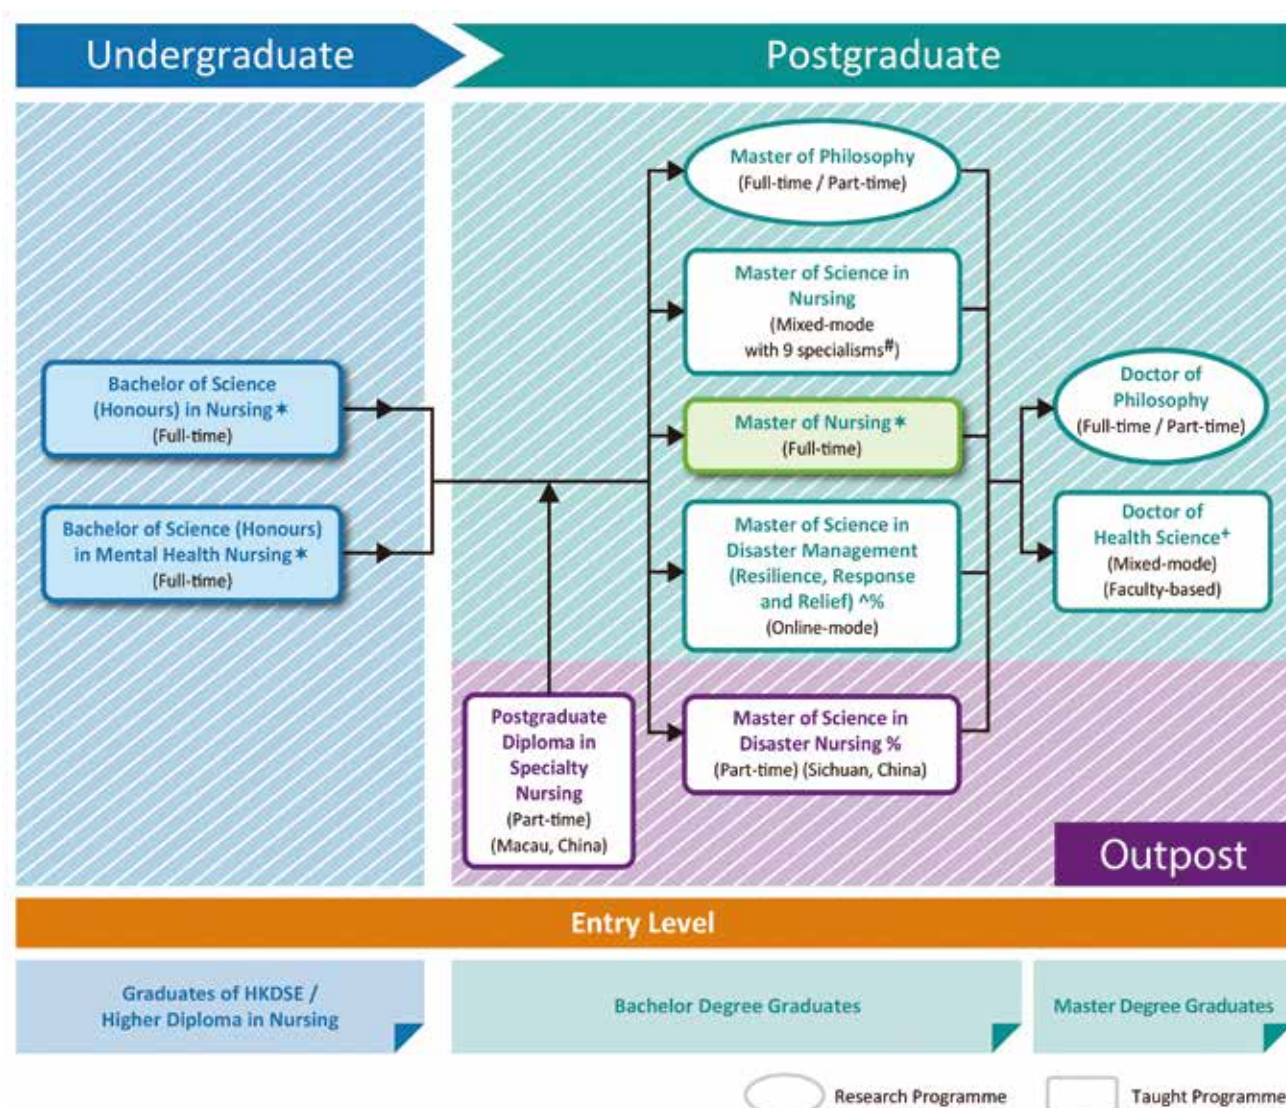 Undergraduate
Postgraduate
Bachelor of Science
(Honours) in Nursing*
(Full-time)
Bachelor of Science (Honours)
in Mental Health Nursing*
(Full-time)
Master of Philosophy
(Full-time / Part-time)
Master of Science in
Nursing
(Mixed-mode
with 9 specialisms#)
Master of Nursing*
(Full-time)
Master of Science in
Disaster Management
(Resilience, Response
and Relief) ^%
(Online-mode)
Postgraduate
Diploma in
Specialty
Nursing
(Part-time)
(Macau, China)
Master of Science in
Disaster Nursing %
(Part-time) (Sichuan, China)
Doctor of
Philosophy
(Full-time / Part-time)
Doctor of
Health Science+
(Mixed-mode)
(Faculty-based)
Outpost
Entry Level
Graduates of HKDSE /
Higher Diploma in Nursing
Bachelor Degree Graduates
Master Degree Graduates
Research Programme
Taught Programme